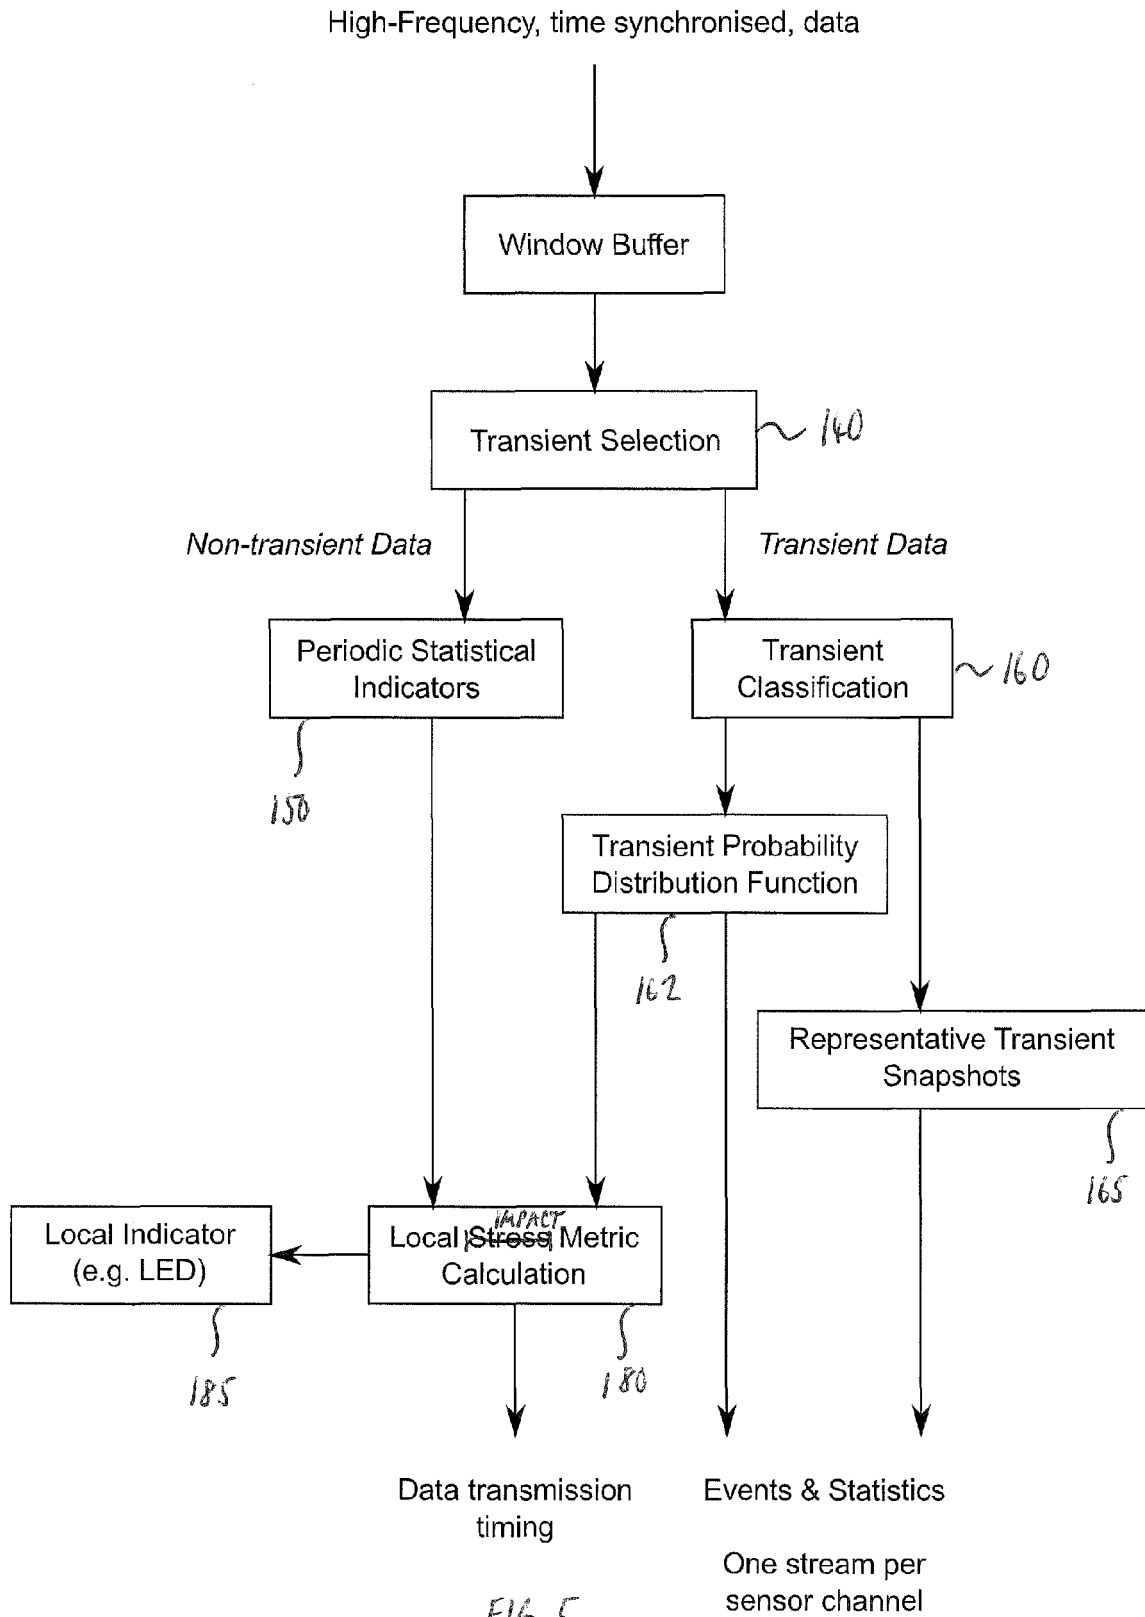 High-Frequency, time synchronised, data
Window Buffer
Transient Selection
140
Non-transient Data
Transient Data
Periodic Statistical
Indicators
150
Transient
Classification
160
Transient Probability
Distribution Function
162
Representative Transient
Snapshots
165
Local Indicator
(e.g. LED)
185
IMPACT
Local Stress Metric
Calculation
180
Data transmission
timing
Events & Statistics
One stream per
sensor channel
FIG. 5